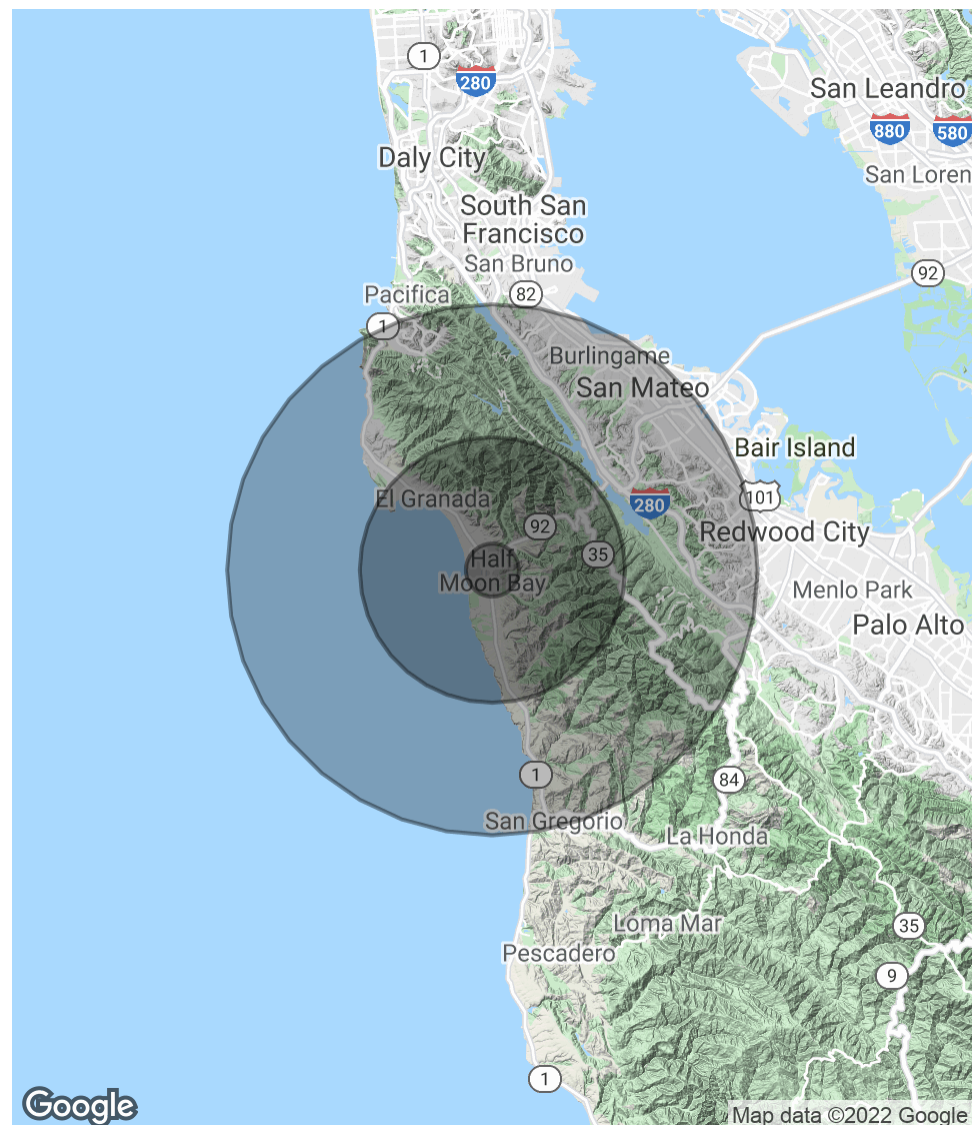 1
280
San Leandro
880
580
Daly City
San Loren
South San
Francisco
San Bruno
92
Pacifica
82
1
Burlingame
San Mateo
Bair Island
El Granada
280
101
92
Redwood City
35
Half
Moon Bay
Menlo Park
Palo Alto
1
84
San Gregorio
La Honda
Loma Mar
35
Pescadero
9
1
Google
Map data ©2022 Google